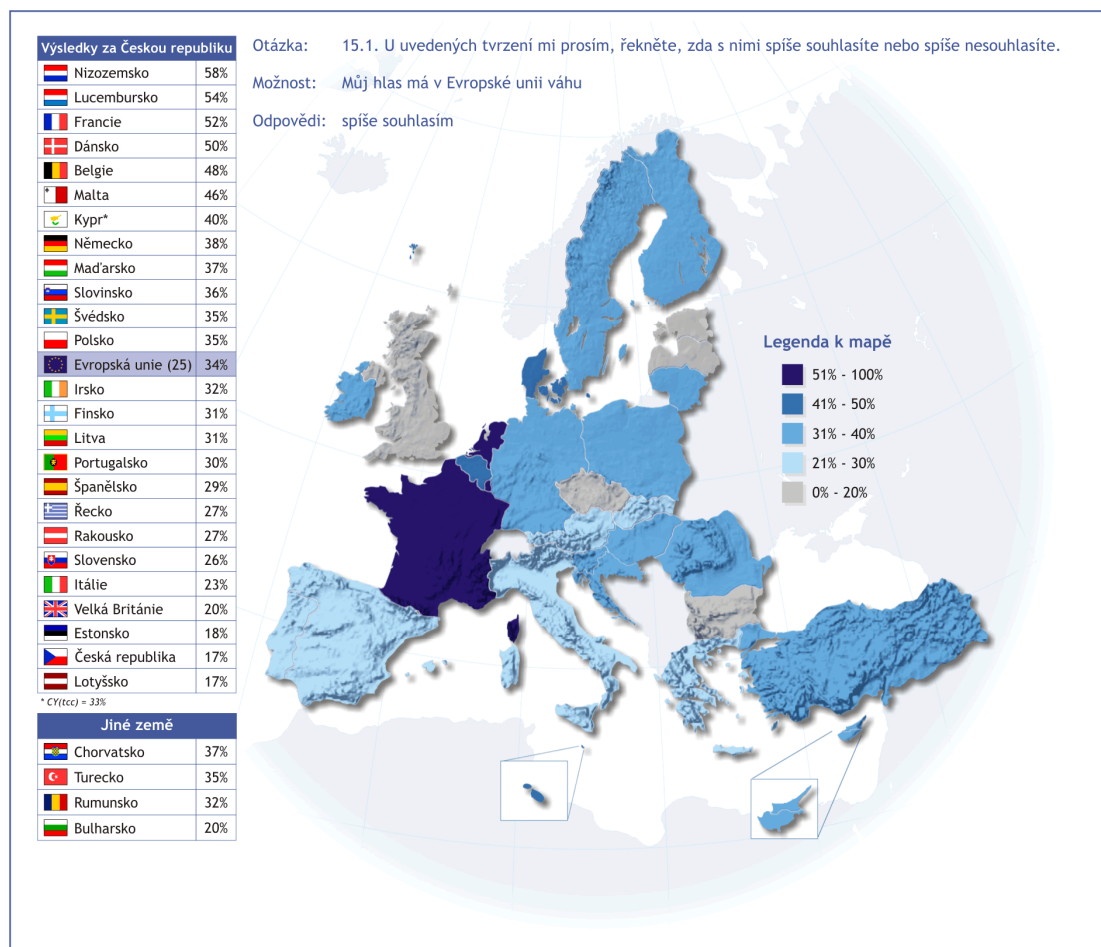 Výsledky za Českou republiku
Nizozemsko 58%
Lucembursko 54%
Francie 52%
Dánsko 50%
Belgie 48%
Malta 46%
Kypr* 40%
Německo 38%
Maďarsko 37%
Slovinsko 36%
Švédsko 35%
Polsko 35%
Evropská unie (25) 34%
Irsko 32%
Finsko 31%
Litva 31%
Portugalsko 30%
Španělsko 29%
Řecko 27%
Rakousko 27%
Slovensko 26%
Itálie 23%
Velká Británie 20%
Estonsko 18%
Česká republika 17%
Lotyšsko 17%
* CY(tcc) = 33%
Jiné země
Chorvatsko 37%
Turecko 35%
Rumunsko 32%
Bulharsko 20%
Otázka: 15.1. U uvedených tvrzení mi prosím, řekněte, zda s nimi spíše souhlasíte nebo spíše nesouhlasíte.
Možnost: Můj hlas má v Evropské unii váhu
Odpovědi: spíše souhlasím
Legenda k mapě
51% - 100%
41% - 50%
31% - 40%
21% - 30%
0% - 20%